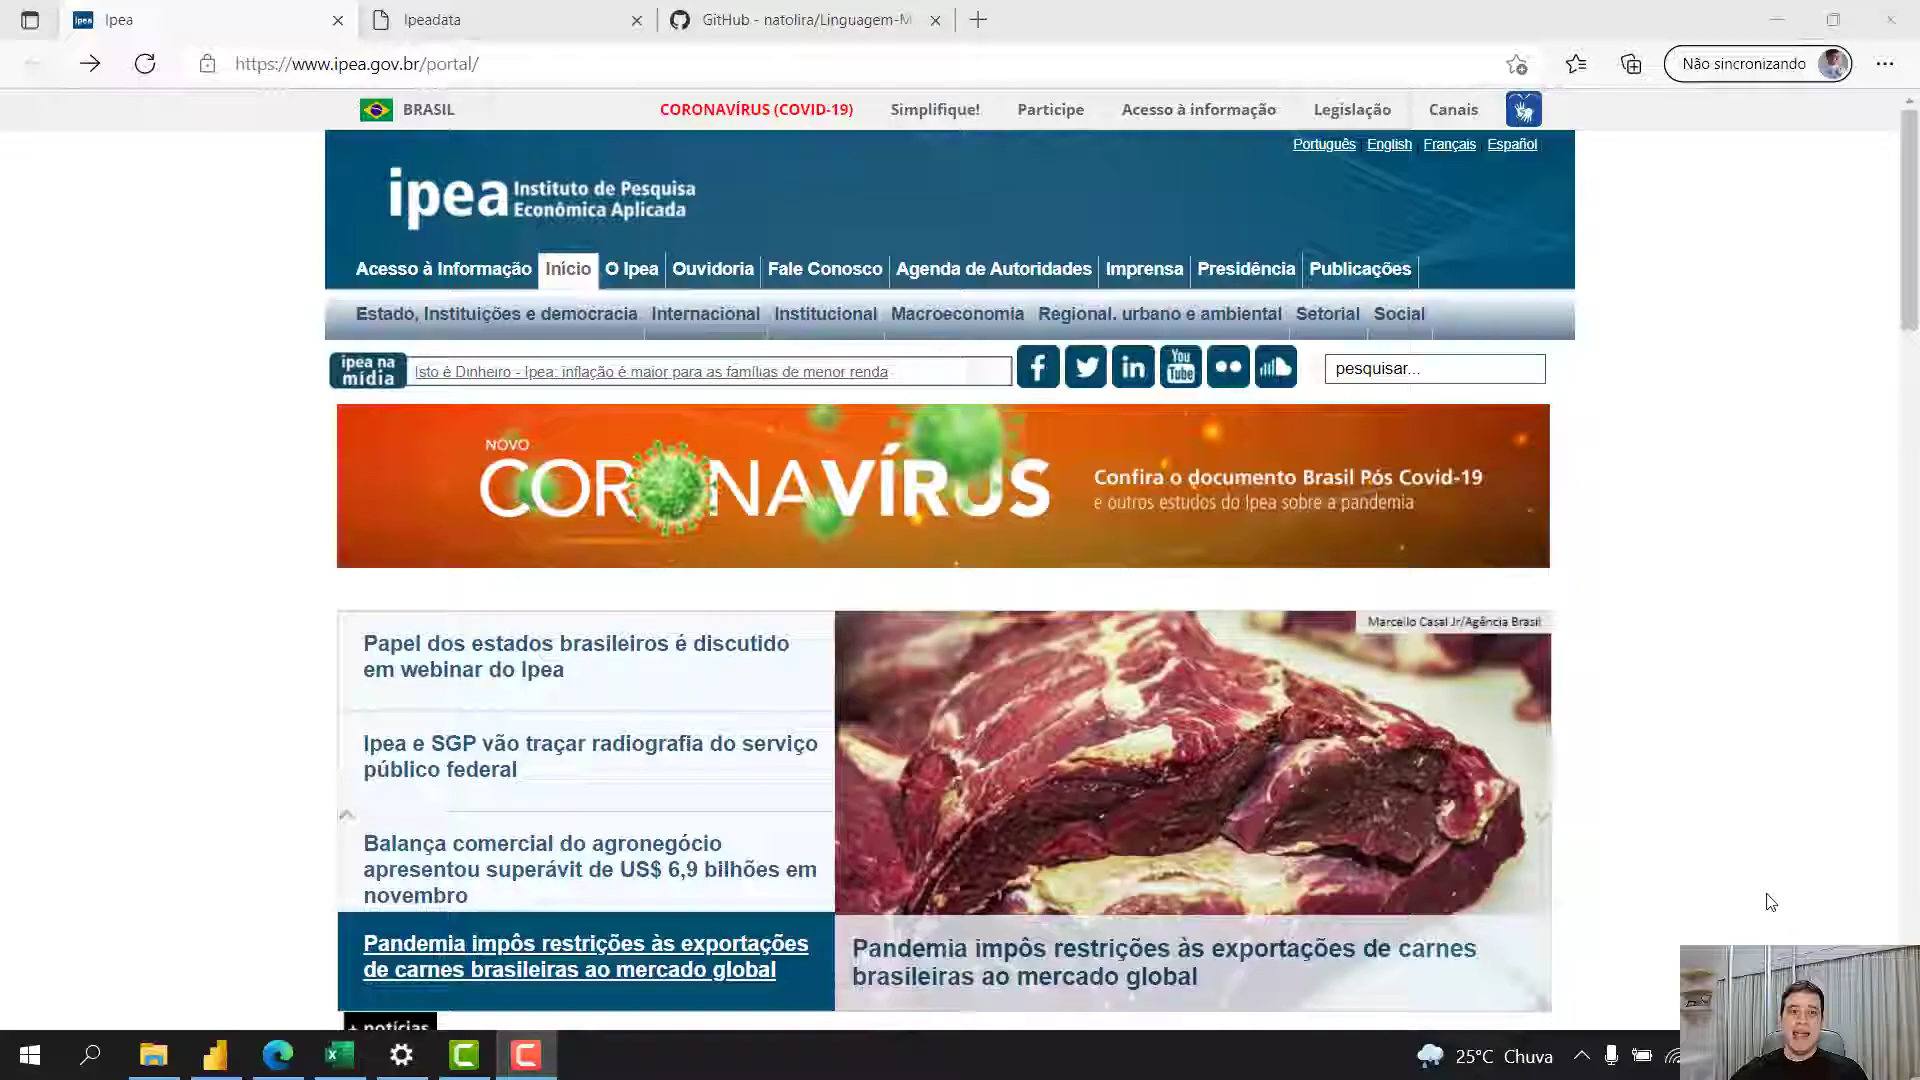 Ipea
Ipeadata
GitHub - natolira/Linguagem-M
https://www.ipea.gov.br/portal/
Não sincronizando
BRASIL
CORONAVÍRUS (COVID-19)
Simplifique!
Participe
Acesso à informação
Legislação
Canais
Português
English
Français
Español
ipea
Instituto de Pesquisa
Econômica Aplicada
Acesso à Informação
Início
O Ipea
Ouvidoria
Fale Conosco
Agenda de Autoridades
Imprensa
Presidência
Publicações
Estado, Instituições e democracia
Internacional
Institucional
Macroeconomia
Regional. urbano e ambiental
Setorial
Social
ipea na
mídia
Isto é Dinheiro - Ipea: inflação é maior para as famílias de menor renda
You
Tube
pesquisar...
NOVO
CORONAVÍRUS
Confira o documento Brasil Pós Covid-19
e outros estudos do Ipea sobre a pandemia
Papel dos estados brasileiros é discutido
em webinar do Ipea
Ipea e SGP vão traçar radiografia do serviço
público federal
Balança comercial do agronegócio
apresentou superávit de US$ 6,9 bilhões em
novembro
Pandemia impôs restrições às exportações
de carnes brasileiras ao mercado global
Marcello Casal Jr/Agência Brasil
Pandemia impôs restrições às exportações de carnes
brasileiras ao mercado global
+ notícias
25°C Chuva